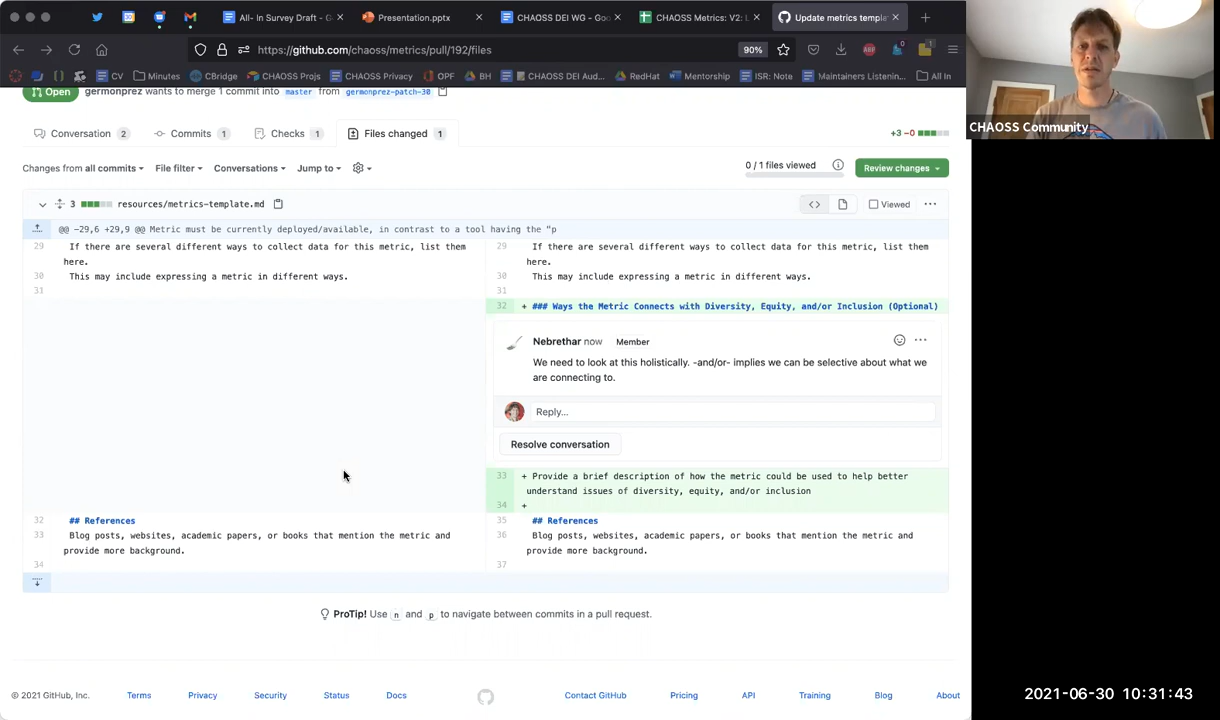 All- In Survey Draft - G
Presentation.pptx
CHAOSS DEI WG - Goo
CHAOSS Metrics: V2: L
Update metrics templ
https://github.com/chaoss/metrics/pull/192/files
90%
CV
Minutes
CBridge
CHAOSS Projs
CHAOSS Privacy
OPF
BH
CHAOSS DEI Aud...
RedHat
Mentorship
ISR: Note
Maintainers Listenin...
All In
Open
germonprez wants to merge 1 commit into master from germonprez-patch-30
Conversation 2
Commits 1
Checks 1
Files changed 1
+3 −0
Changes from all commits
File filter
Conversations
Jump to
0 / 1 files viewed
Review changes
3 resources/metrics-template.md
Viewed
@@ -29,6 +29,9 @@ Metric must be currently deployed/available, in contrast to a tool having the "p
29 If there are several different ways to collect data for this metric, list them
here.
30 This may include expressing a metric in different ways.
31
32 ## References
33 Blog posts, websites, academic papers, or books that mention the metric and
provide more background.
34
29 If there are several different ways to collect data for this metric, list them
here.
30 This may include expressing a metric in different ways.
31
32 + ### Ways the Metric Connects with Diversity, Equity, and/or Inclusion (Optional)
Nebrethar now Member
We need to look at this holistically. -and/or- implies we can be selective about what we
are connecting to.
Reply...
Resolve conversation
33 + Provide a brief description of how the metric could be used to help better
understand issues of diversity, equity, and/or inclusion
34 +
35 ## References
36 Blog posts, websites, academic papers, or books that mention the metric and
provide more background.
37
ProTip! Use n and p to navigate between commits in a pull request.
© 2021 GitHub, Inc.
Terms
Privacy
Security
Status
Docs
Contact GitHub
Pricing
API
Training
Blog
About
CHAOSS Community
2021-06-30 10:31:43